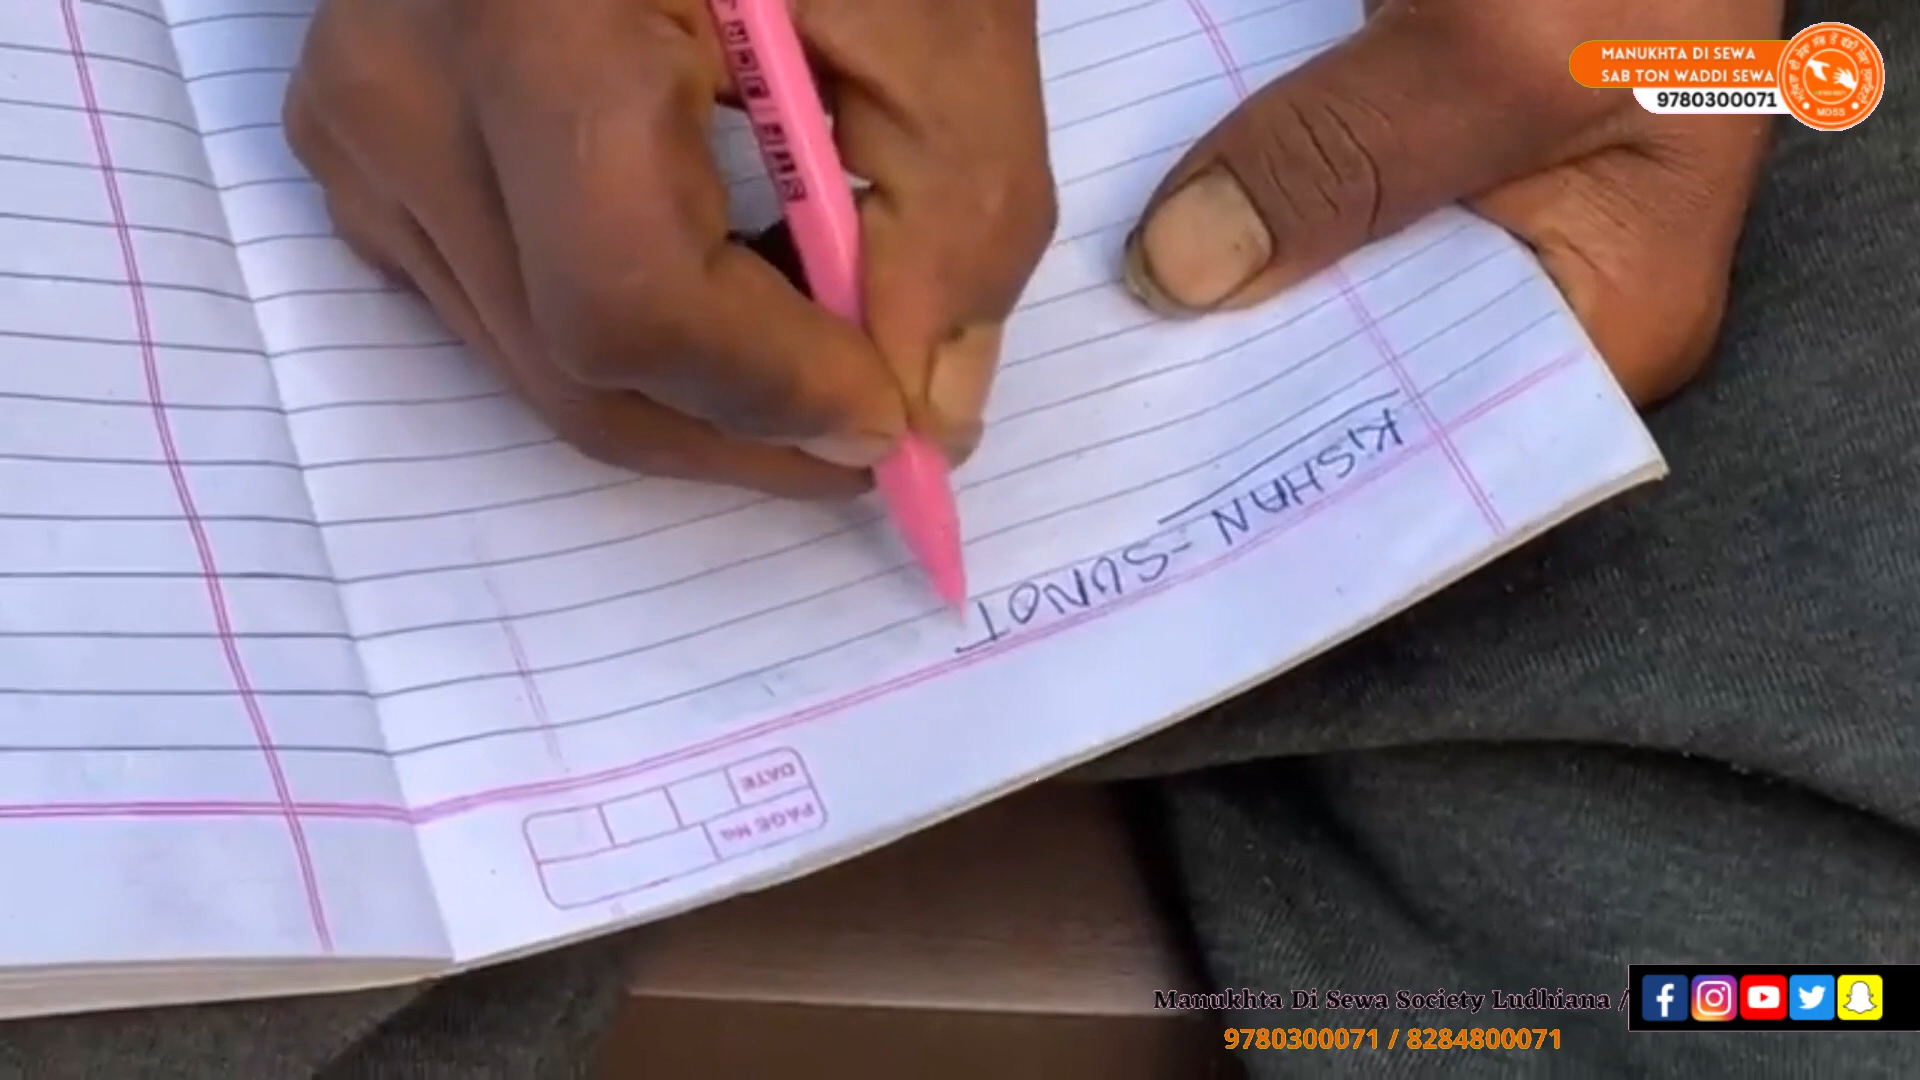 MANUKHTA DI SEWA
SAB TON WADDI SEWA
9780300071
MDSS
KISHAN - SUNOT
DATE
PAGE No.
Manukhta Di Sewa Society Ludhiana /
9780300071 / 8284800071